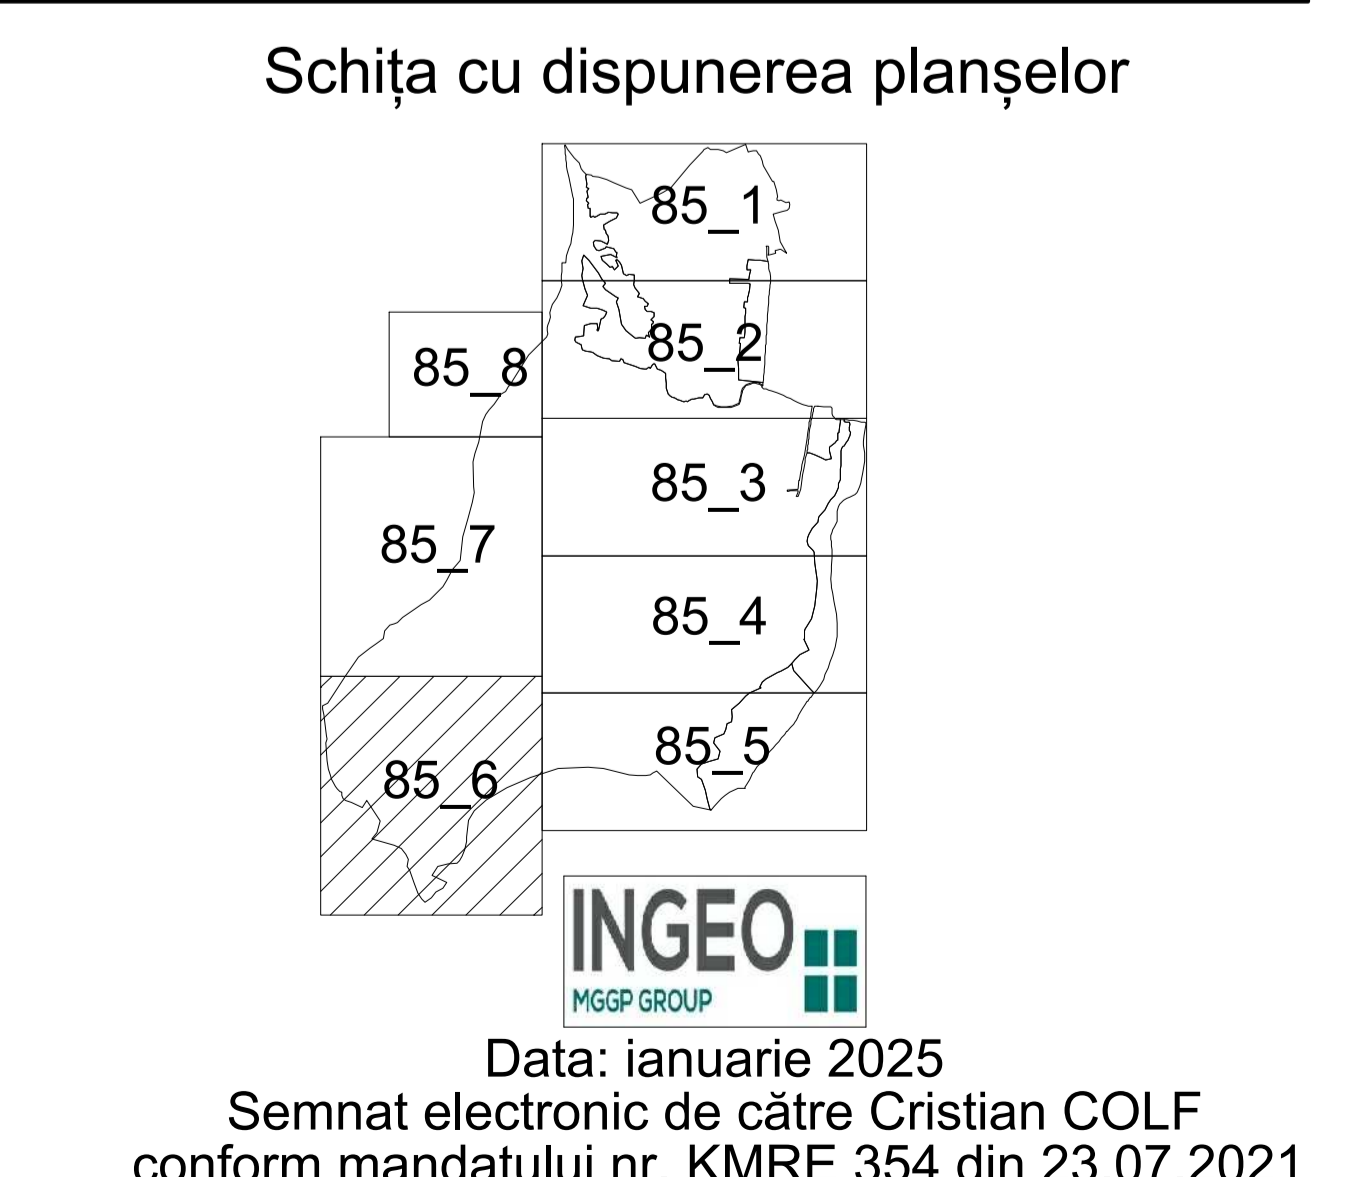 Schița cu dispunerea planșelor
85_1
85_2
85_8
85_3
85_7
85_4
85_5
85_6
INGEO
MGGP GROUP
Data: ianuarie 2025
Semnat electronic de către Cristian COLF
conform mandatului nr. KMRF 354 din 23.07.2021